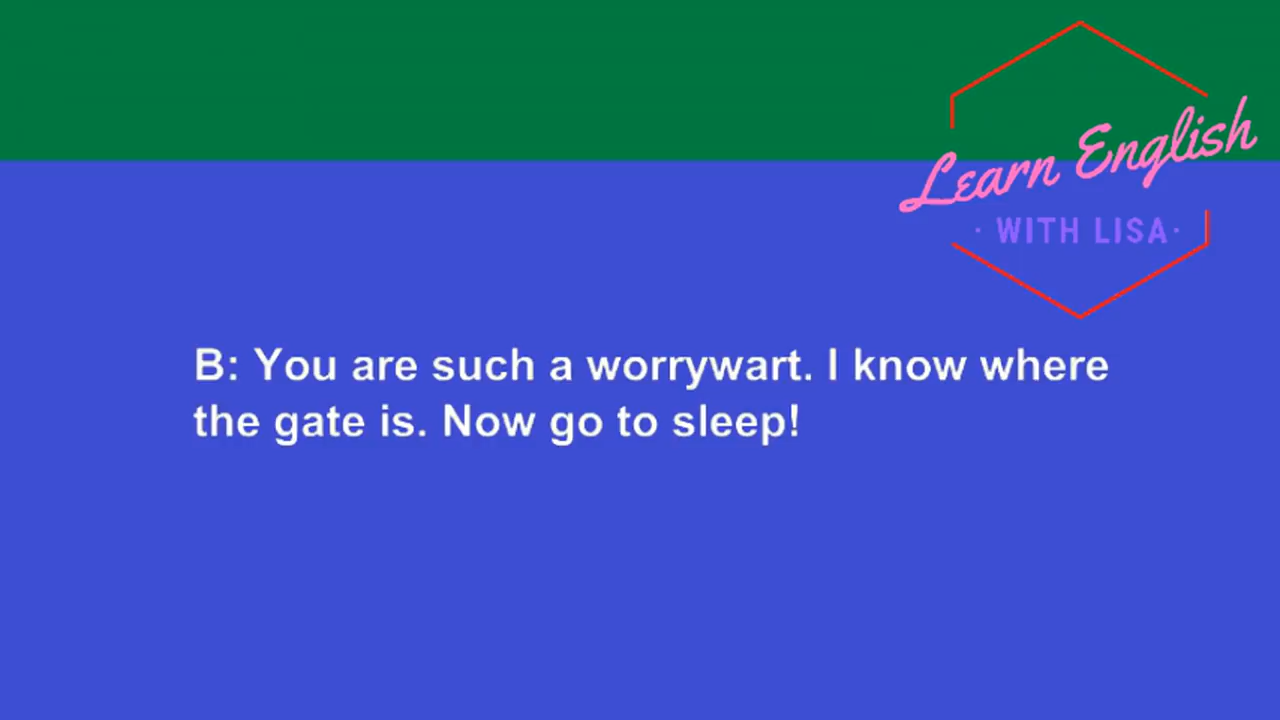 Learn English
· WITH LISA·
B: You are such a worrywart. I know where
the gate is. Now go to sleep!